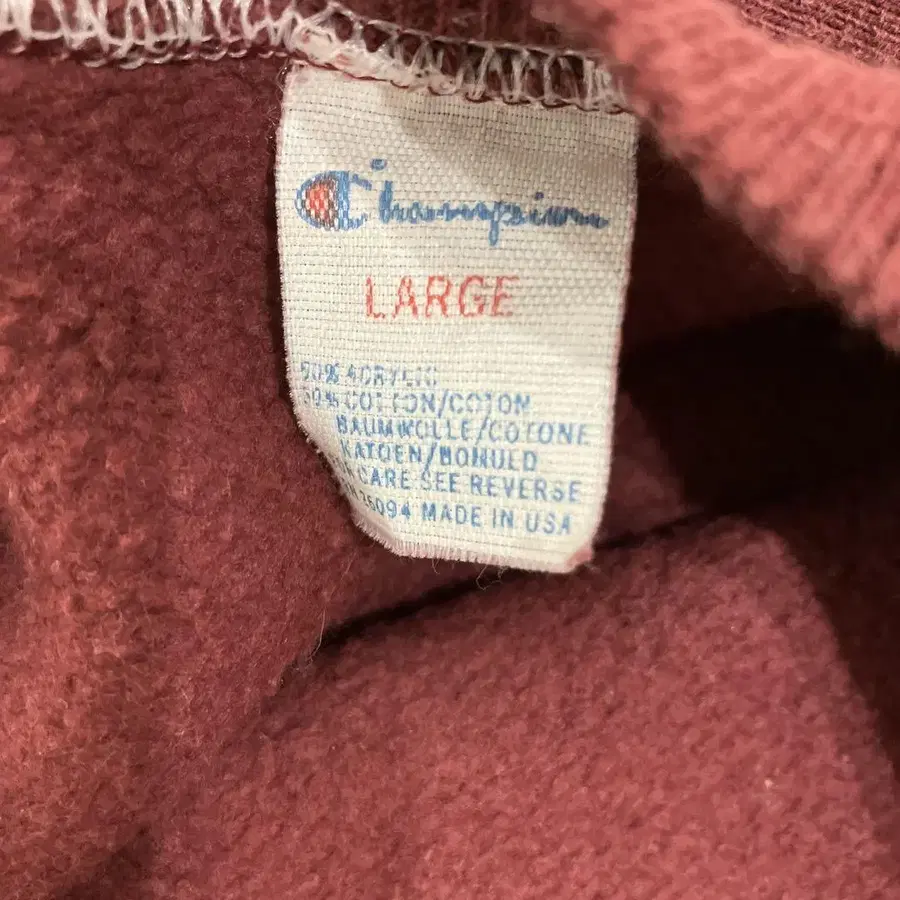 Champion
LARGE
50% ACRYLIC
50% COTTON/COTON
BAUMWOLLE/COTONE
KATOEN/BOMULD
CARE SEE REVERSE
MADE IN USA